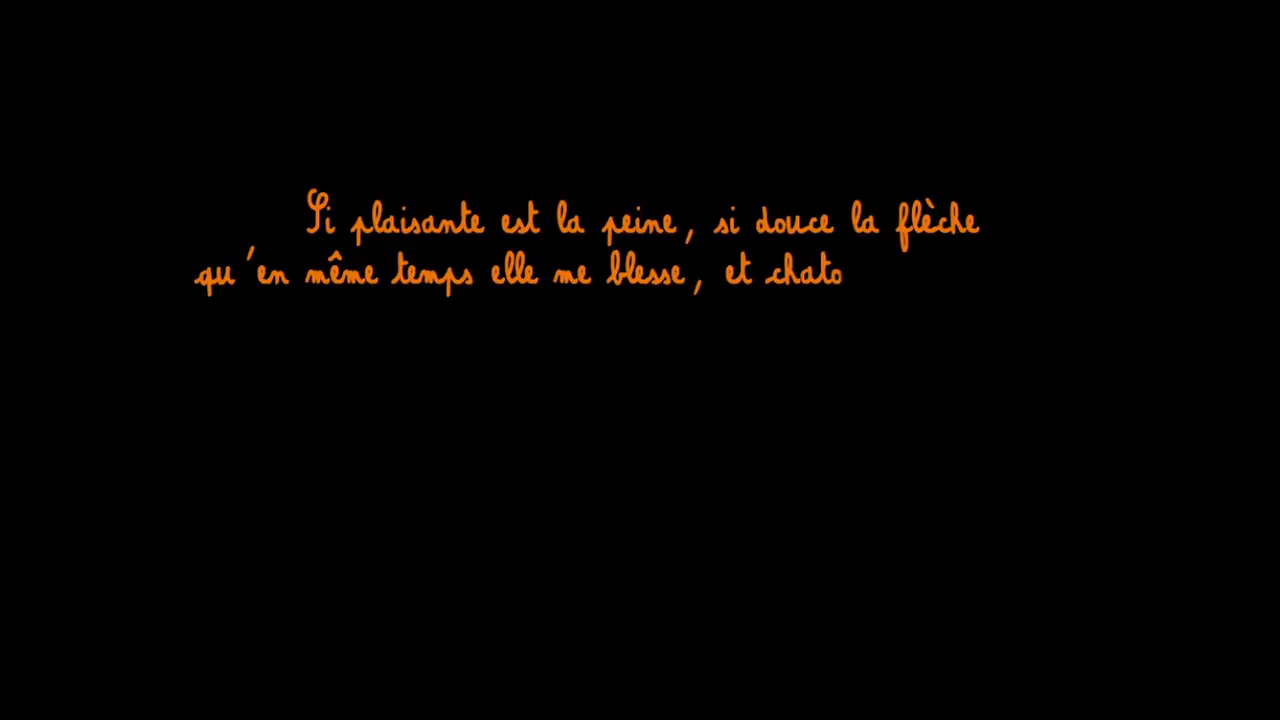 Si plaisante est la peine, si douce la flèche
qu'en même temps elle me blesse, et chato